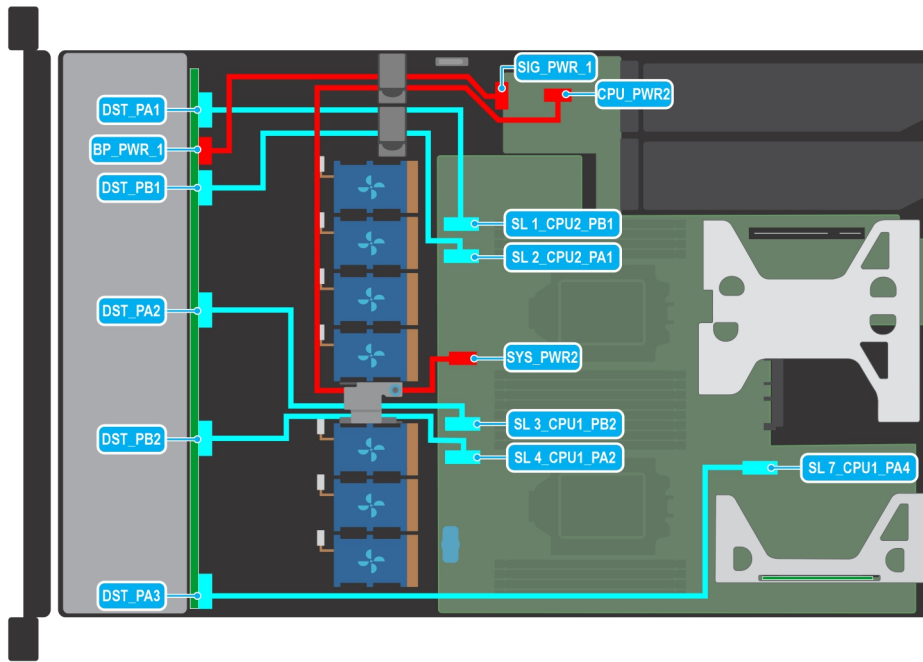 SIG_PWR_1
CPU_PWR2
DST_PA1
BP_PWR_1
DST_PB1
SL 1_CPU2_PB1
SL 2_CPU2_PA1
DST_PA2
SYS_PWR2
SL 3_CPU1_PB2
DST_PB2
SL 4_CPU1_PA2
SL 7_CPU1_PA4
DST_PA3